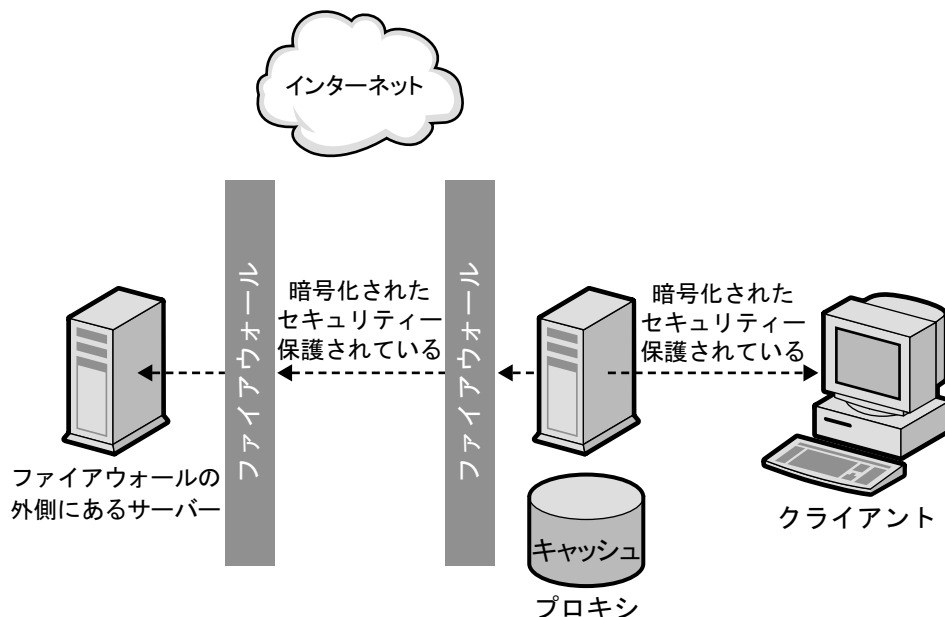 インターネット
ファイアウォール
ファイアウォール
暗号化された
セキュリティー
保護されている
暗号化された
セキュリティー
保護されている
ファイアウォールの
外側にあるサーバー
キャッシュ
プロキシ
クライアント